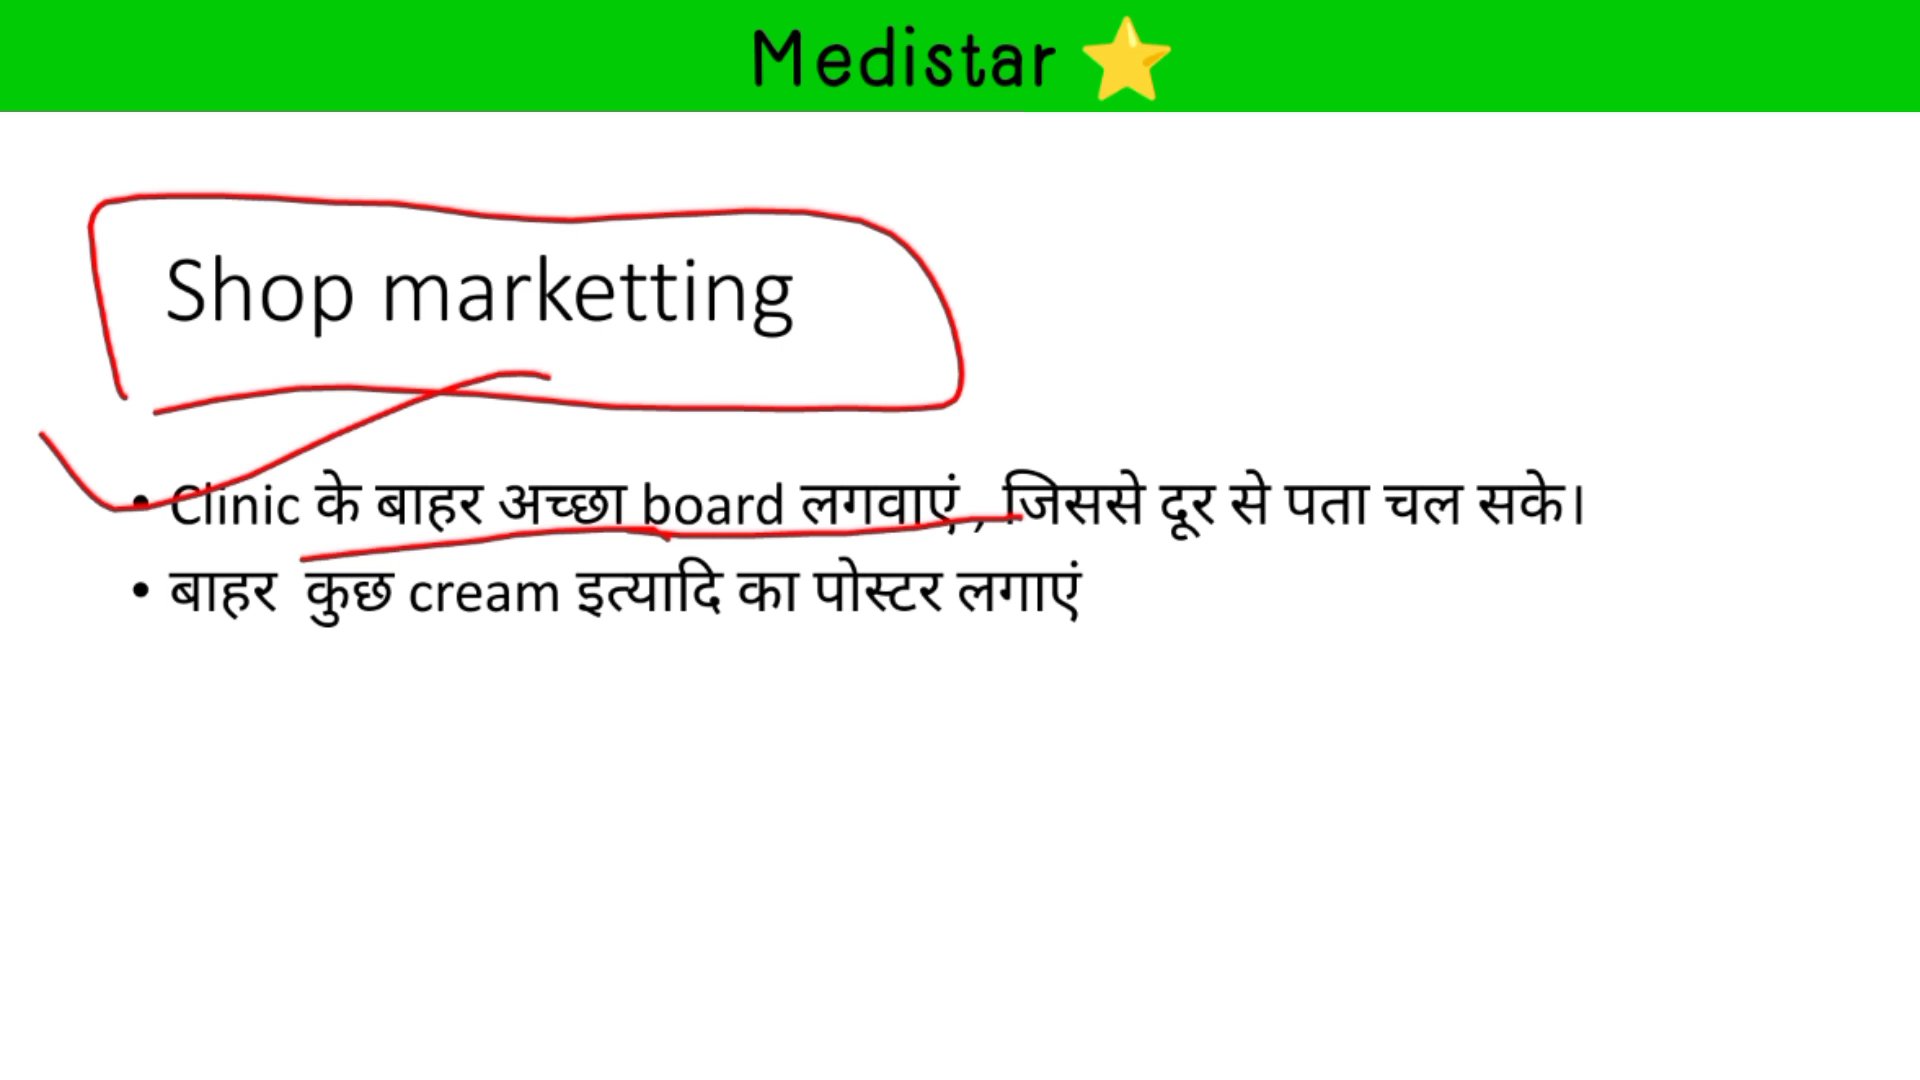 Medistar
Shop marketting
• Clinic के बाहर अच्छा board लगवाएं , जिससे दूर से पता चल सके।
• बाहर कुछ cream इत्यादि का पोस्टर लगाएं